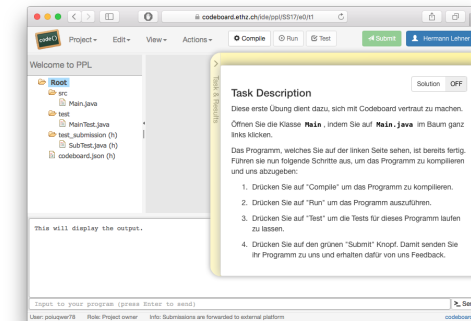 codeboard.ethz.ch/ide/ppl/SS17/w0/t1
code() Project Edit View Actions Compile Run Test Submit Hermann Lehner
Welcome to PPL
Root
src
Main.java
test
MainTest.java
test_submission (h)
SubTest.java (h)
codeboard.json (h)
>
Task & Results
Task Description
Solution OFF
Diese erste Übung dient dazu, sich mit Codeboard vertraut zu machen.
Öffnen Sie die Klasse Main , indem Sie auf Main.java im Baum ganz
links klicken.
Das Programm, welches Sie auf der linken Seite sehen, ist bereits fertig.
Führen sie nun folgende Schritte aus, um das Programm zu kompilieren
und uns abzugeben:
1. Drücken Sie auf "Compile" um das Programm zu kompilieren.
2. Drücken Sie auf "Run" um das Programm auszuführen.
3. Drücken Sie auf "Test" um die Tests für dieses Programm laufen
zu lassen.
4. Drücken Sie auf den grünen "Submit" Knopf. Damit senden Sie
ihr Programm zu uns und erhalten dafür von uns Feedback.
This will display the output.
Input to your program (press Enter to send)
>_ Se
User: poiuqwer78 Role: Project owner Info: Submissions are forwarded to external platform
codeboard